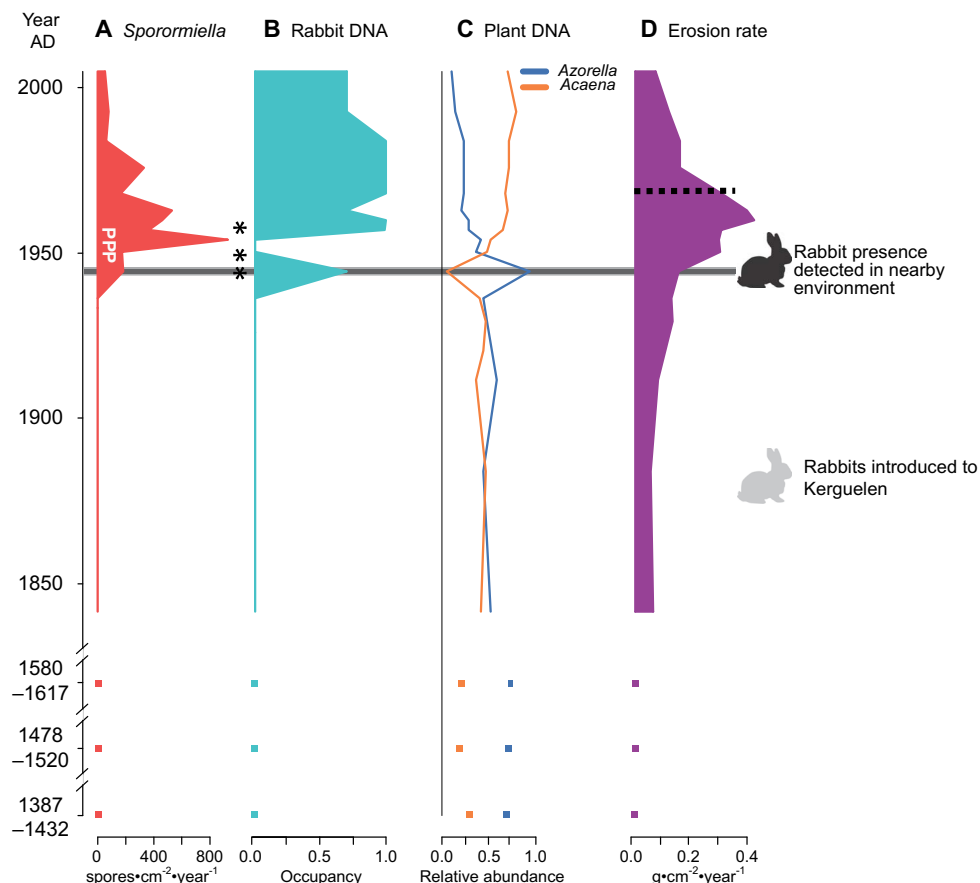 Year
AD
A Sporormiella
B Rabbit DNA
C Plant DNA
D Erosion rate
Azorella
Acaena
2000
1950
1900
1850
1580
–1617
1478
–1520
1387
–1432
PPP
*
*
*
Rabbit presence
detected in nearby
environment
Rabbits introduced to
Kerguelen
0 400 800
spores•cm⁻²•year⁻¹
0.0 0.5 1.0
Occupancy
0.0 0.5 1.0
Relative abundance
0.0 0.2 0.4
g•cm⁻²•year⁻¹